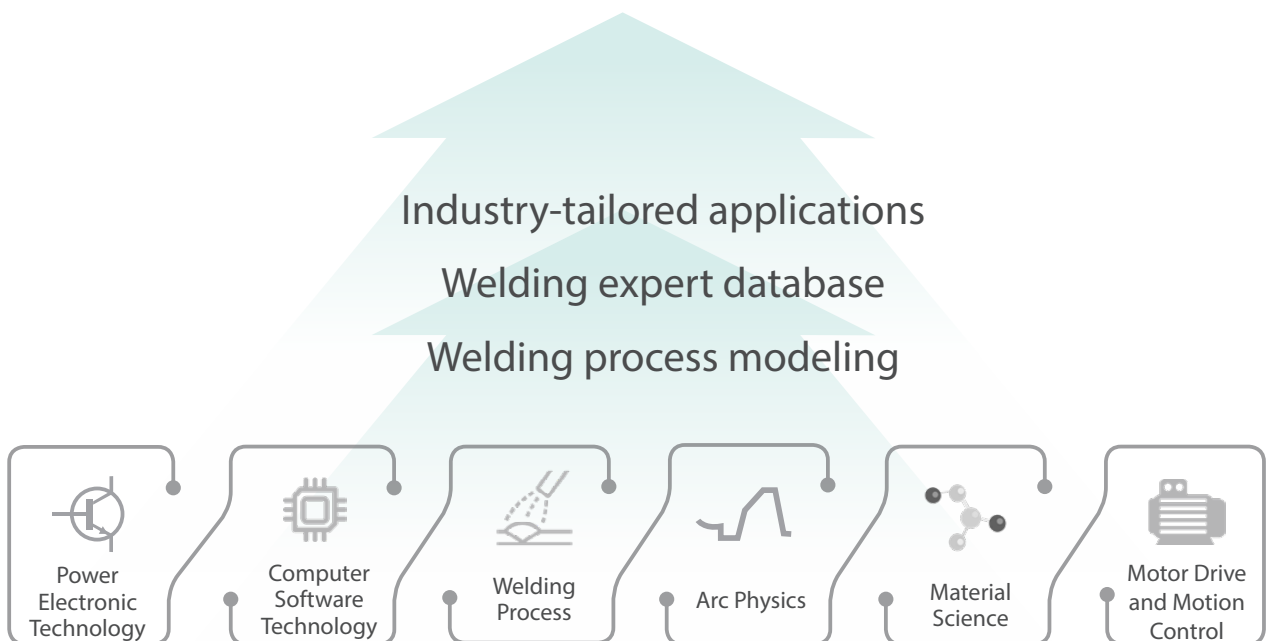 Industry-tailored applications
Welding expert database
Welding process modeling
Power
Electronic
Technology
Computer
Software
Technology
Welding
Process
Arc Physics
Material
Science
Motor Drive
and Motion
Control